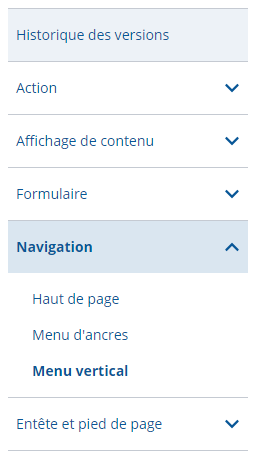 Historique des versions
Action
Affichage de contenu
Formulaire
Navigation
Haut de page
Menu d'ancres
Menu vertical
Entête et pied de page